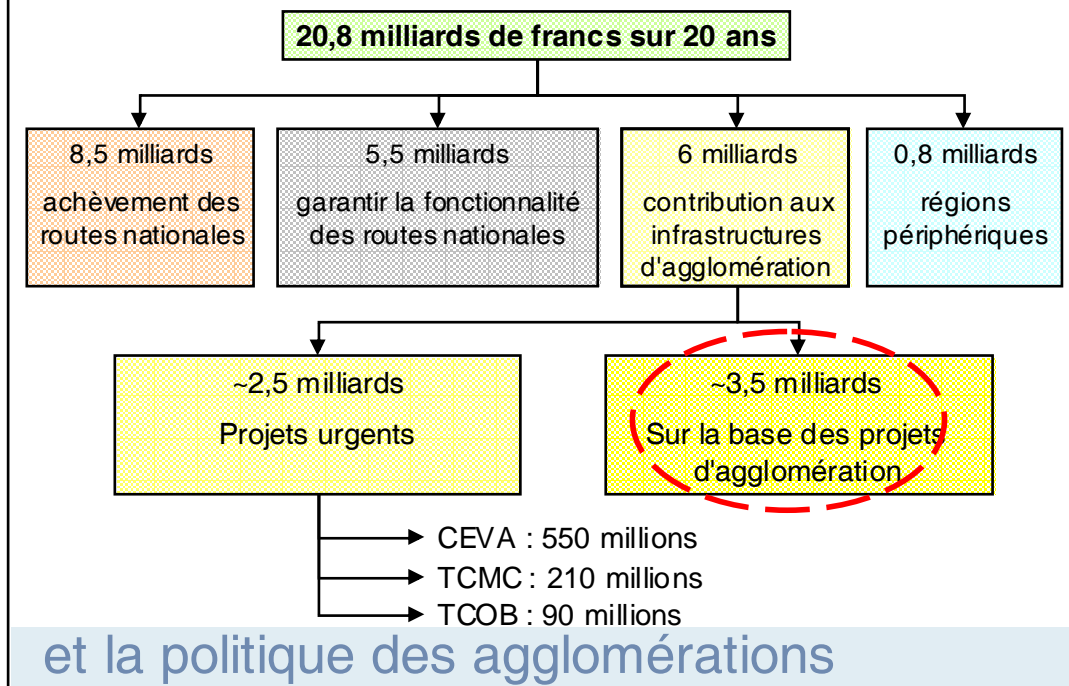 20,8 milliards de francs sur 20 ans
8,5 milliards
achèvement des
routes nationales
5,5 milliards
garantir la fonctionnalité
des routes nationales
6 milliards
contribution aux
infrastructures
d'agglomération
0,8 milliards
régions
périphériques
~2,5 milliards
Projets urgents
~3,5 milliards
Sur la base des projets
d'agglomération
CEVA : 550 millions
TCMC : 210 millions
TCOB : 90 millions
et la politique des agglomérations